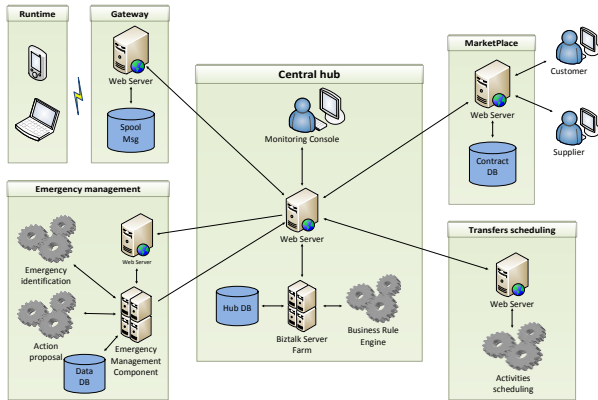 Runtime
Gateway
Web Server
Spool
Msg
Central hub
Monitoring Console
Web Server
Hub DB
Biztalk Server
Farm
Business Rule
Engine
MarketPlace
Customer
Web Server
Supplier
Contract
DB
Emergency management
Web Server
Emergency
identification
Action
proposal
Emergency
Management
Component
Data
DB
Transfers scheduling
Web Server
Activities
scheduling